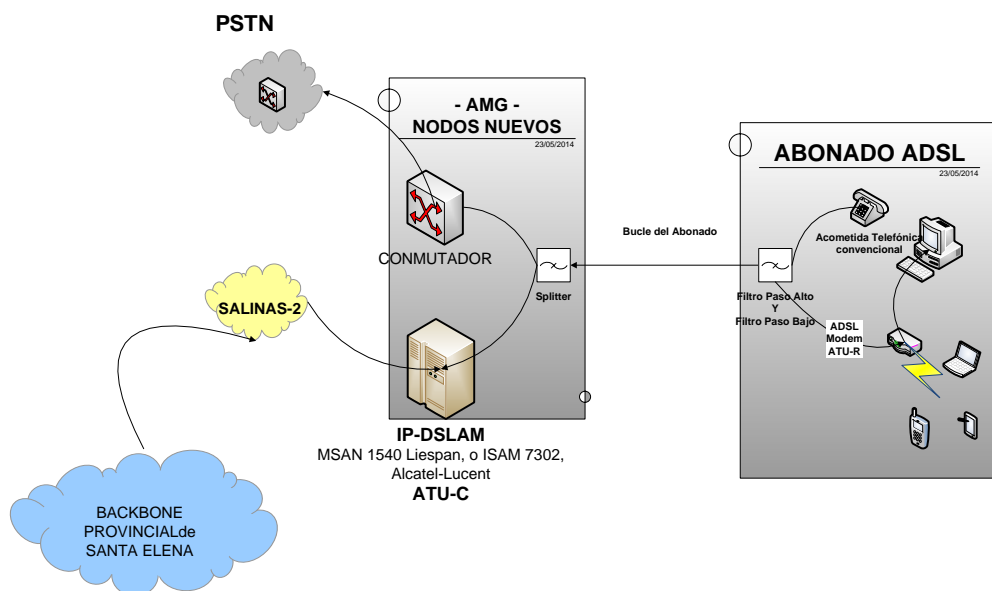 PSTN
- AMG -
NODOS NUEVOS
23/05/2014
CONMUTADOR
Splitter
SALINAS-2
IP-DSLAM
MSAN 1540 Liespan, o ISAM 7302,
Alcatel-Lucent
ATU-C
BACKBONE
PROVINCIALde
SANTA ELENA
Bucle del Abonado
ABONADO ADSL
23/05/2014
Acometida Telefónica
convencional
Filtro Paso Alto
Y
Filtro Paso Bajo
ADSL
Modem
ATU-R